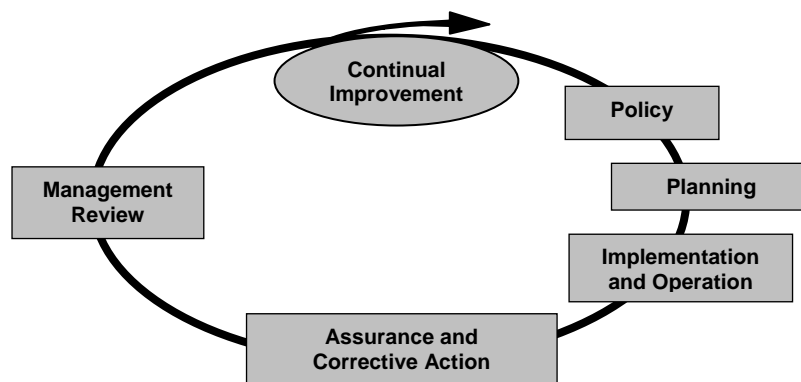 Continual
Improvement
Policy
Planning
Implementation
and Operation
Assurance and
Corrective Action
Management
Review